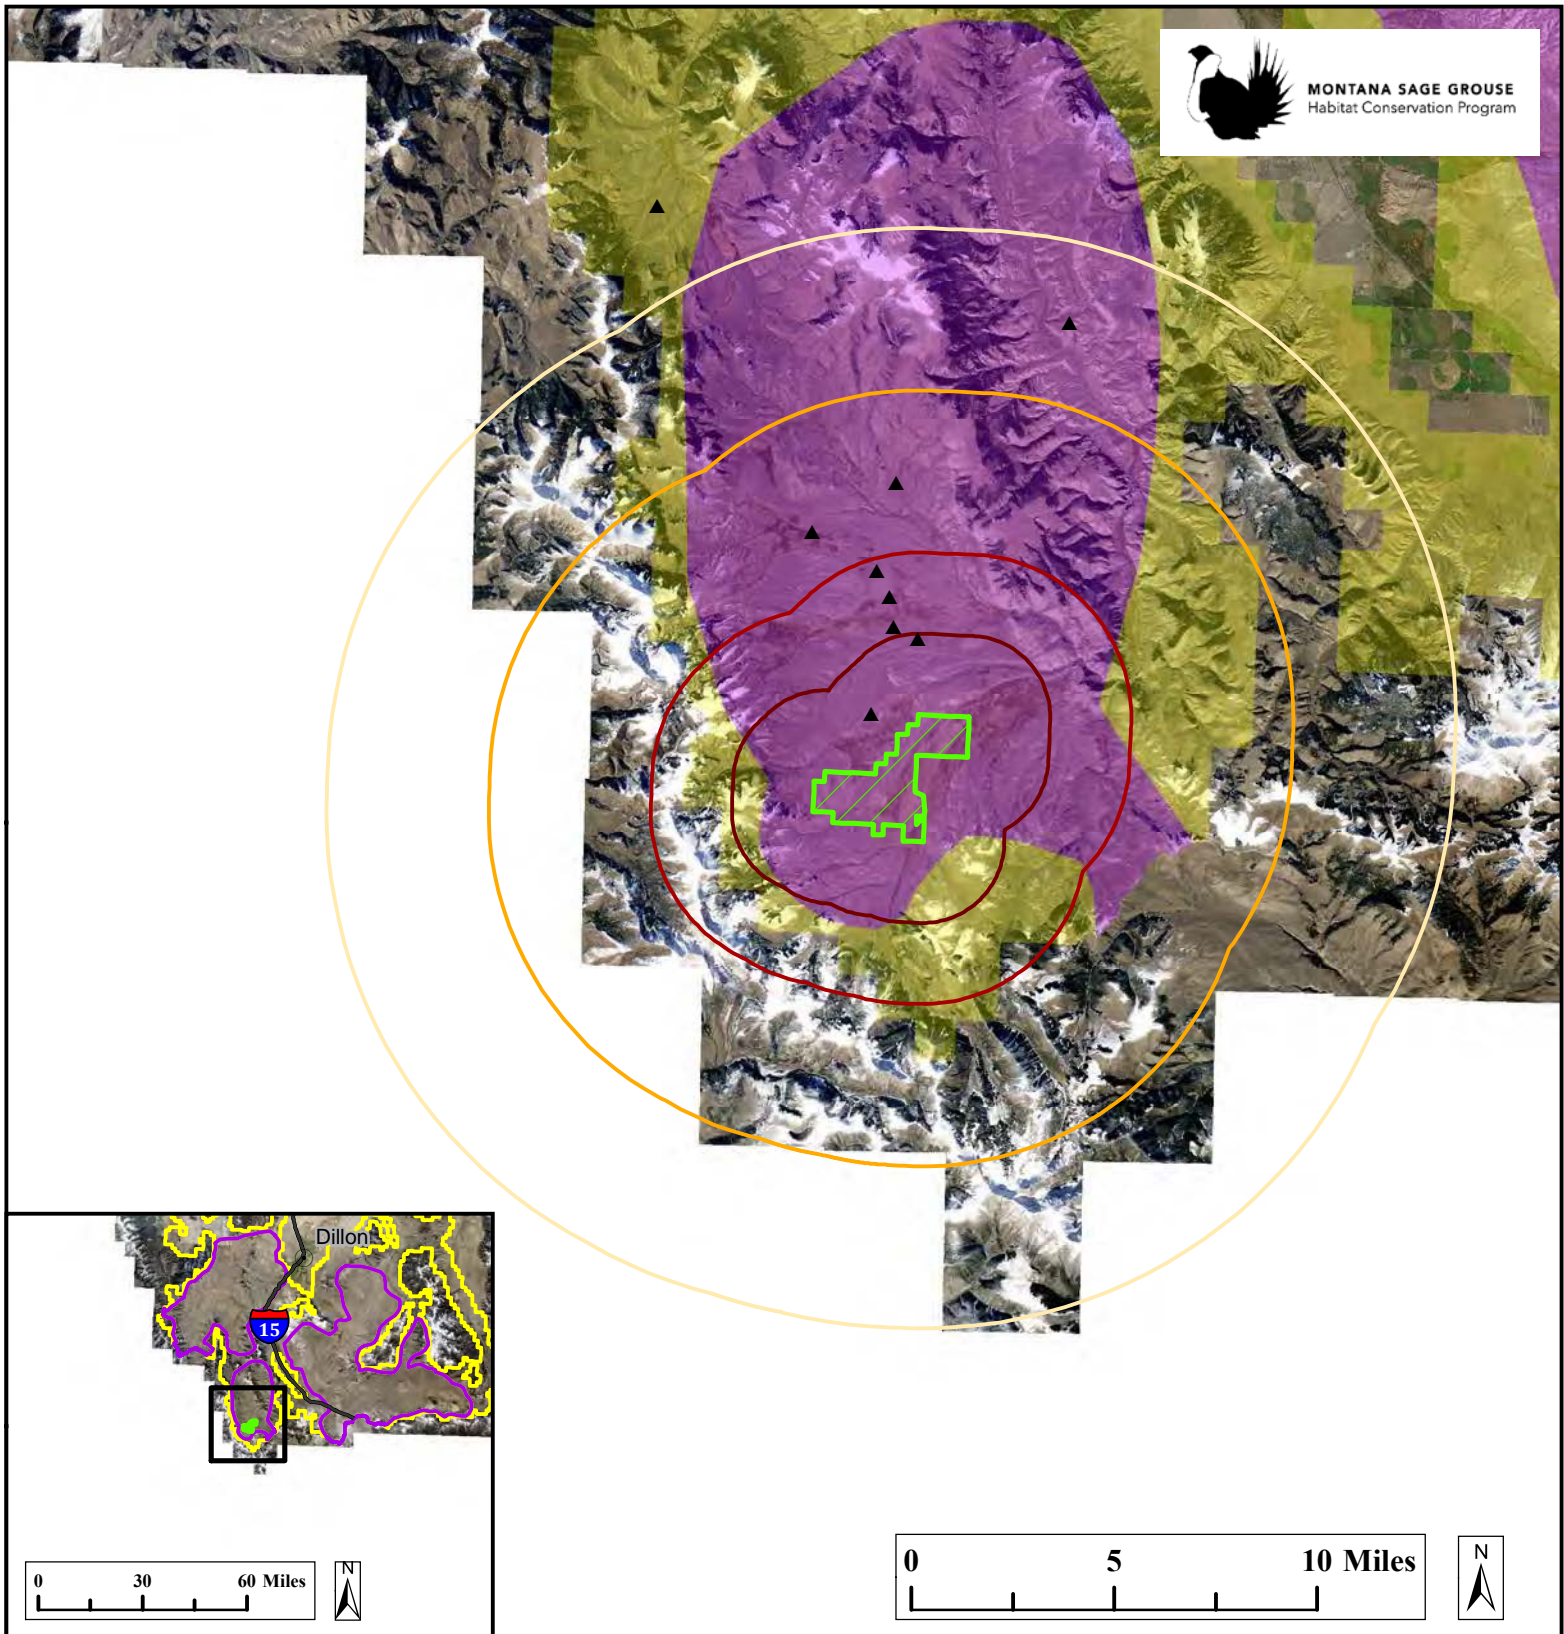 MONTANA SAGE GROUSE
Habitat Conservation Program
Dillon
15
0 30 60 Miles
N
0 5 10 Miles
N